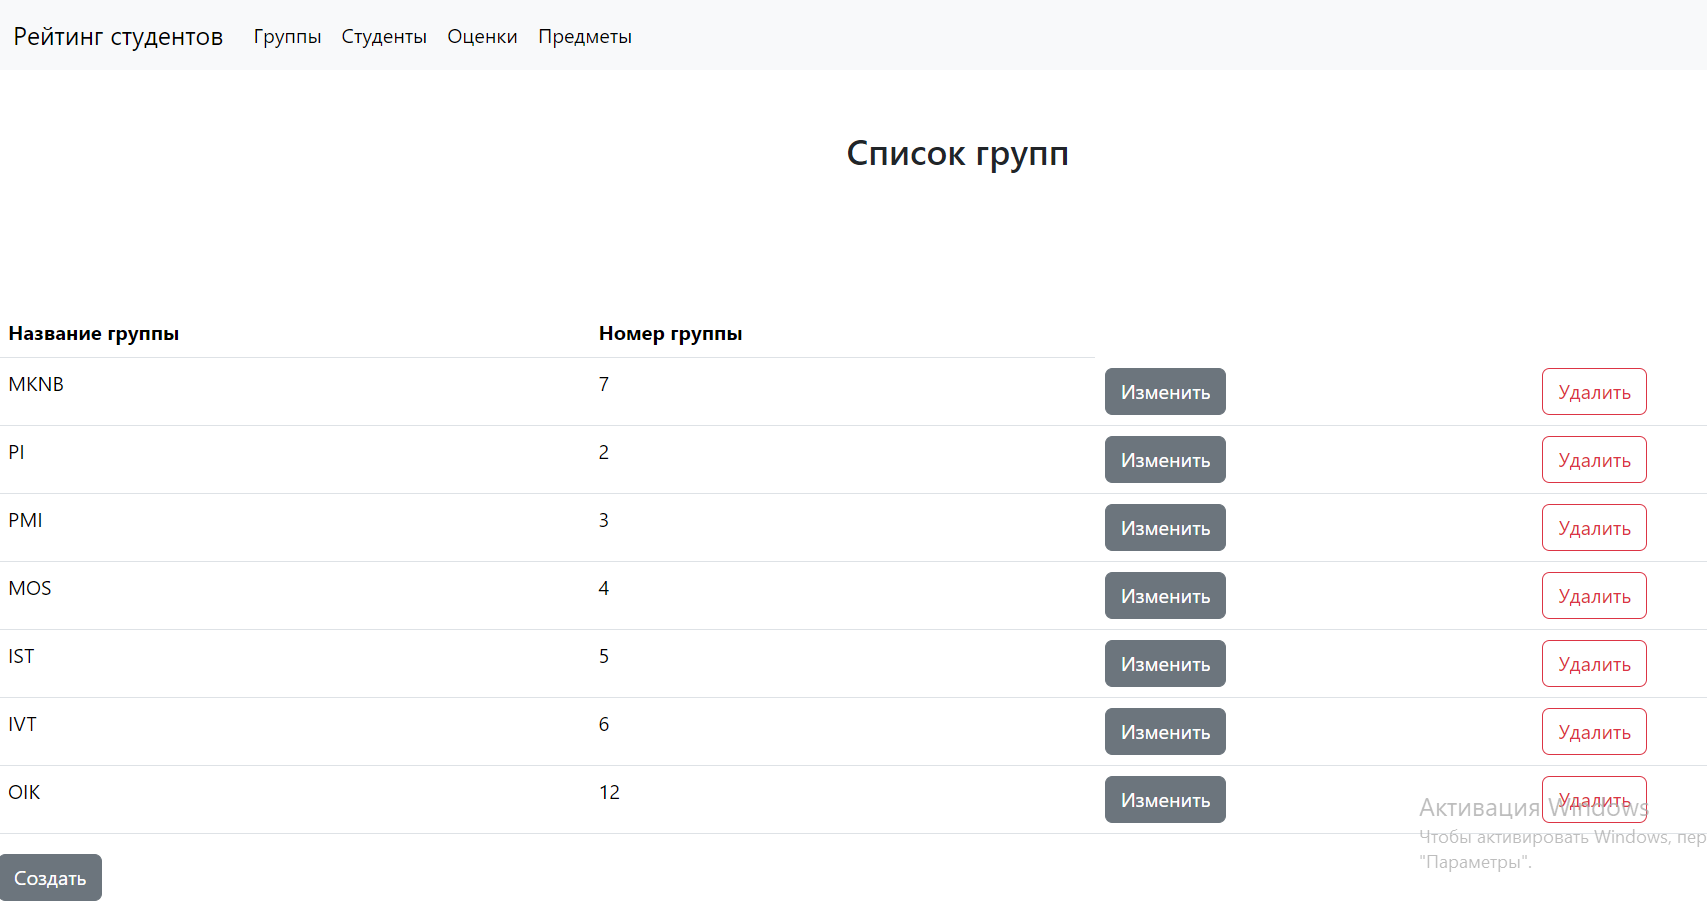 Рейтинг студентов Группы Студенты Оценки Предметы
Список групп
Название группы Номер группы
MKNB 7 Изменить Удалить
PI 2 Изменить Удалить
PMI 3 Изменить Удалить
MOS 4 Изменить Удалить
IST 5 Изменить Удалить
IVT 6 Изменить Удалить
OIK 12 Изменить Удалить
Активация Windows
Чтобы активировать Windows, пер
"Параметры".
Создать